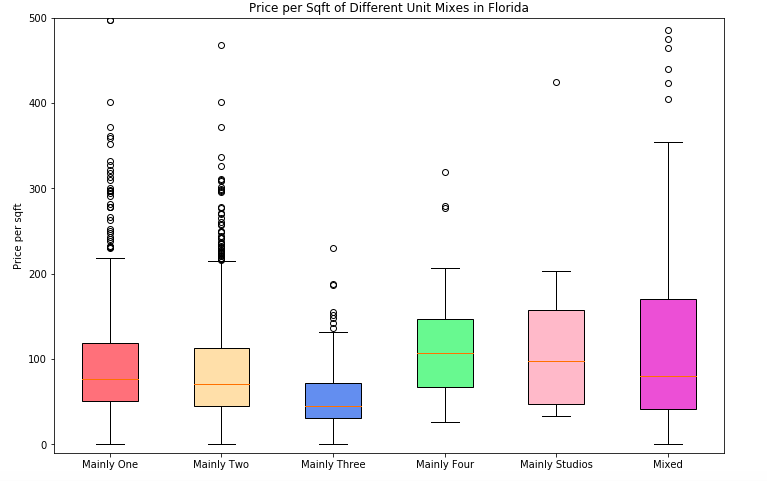 Price per Sqft of Different Unit Mixes in Florida
Price per sqft
500
400
300
200
100
0
Mainly One
Mainly Two
Mainly Three
Mainly Four
Mainly Studios
Mixed